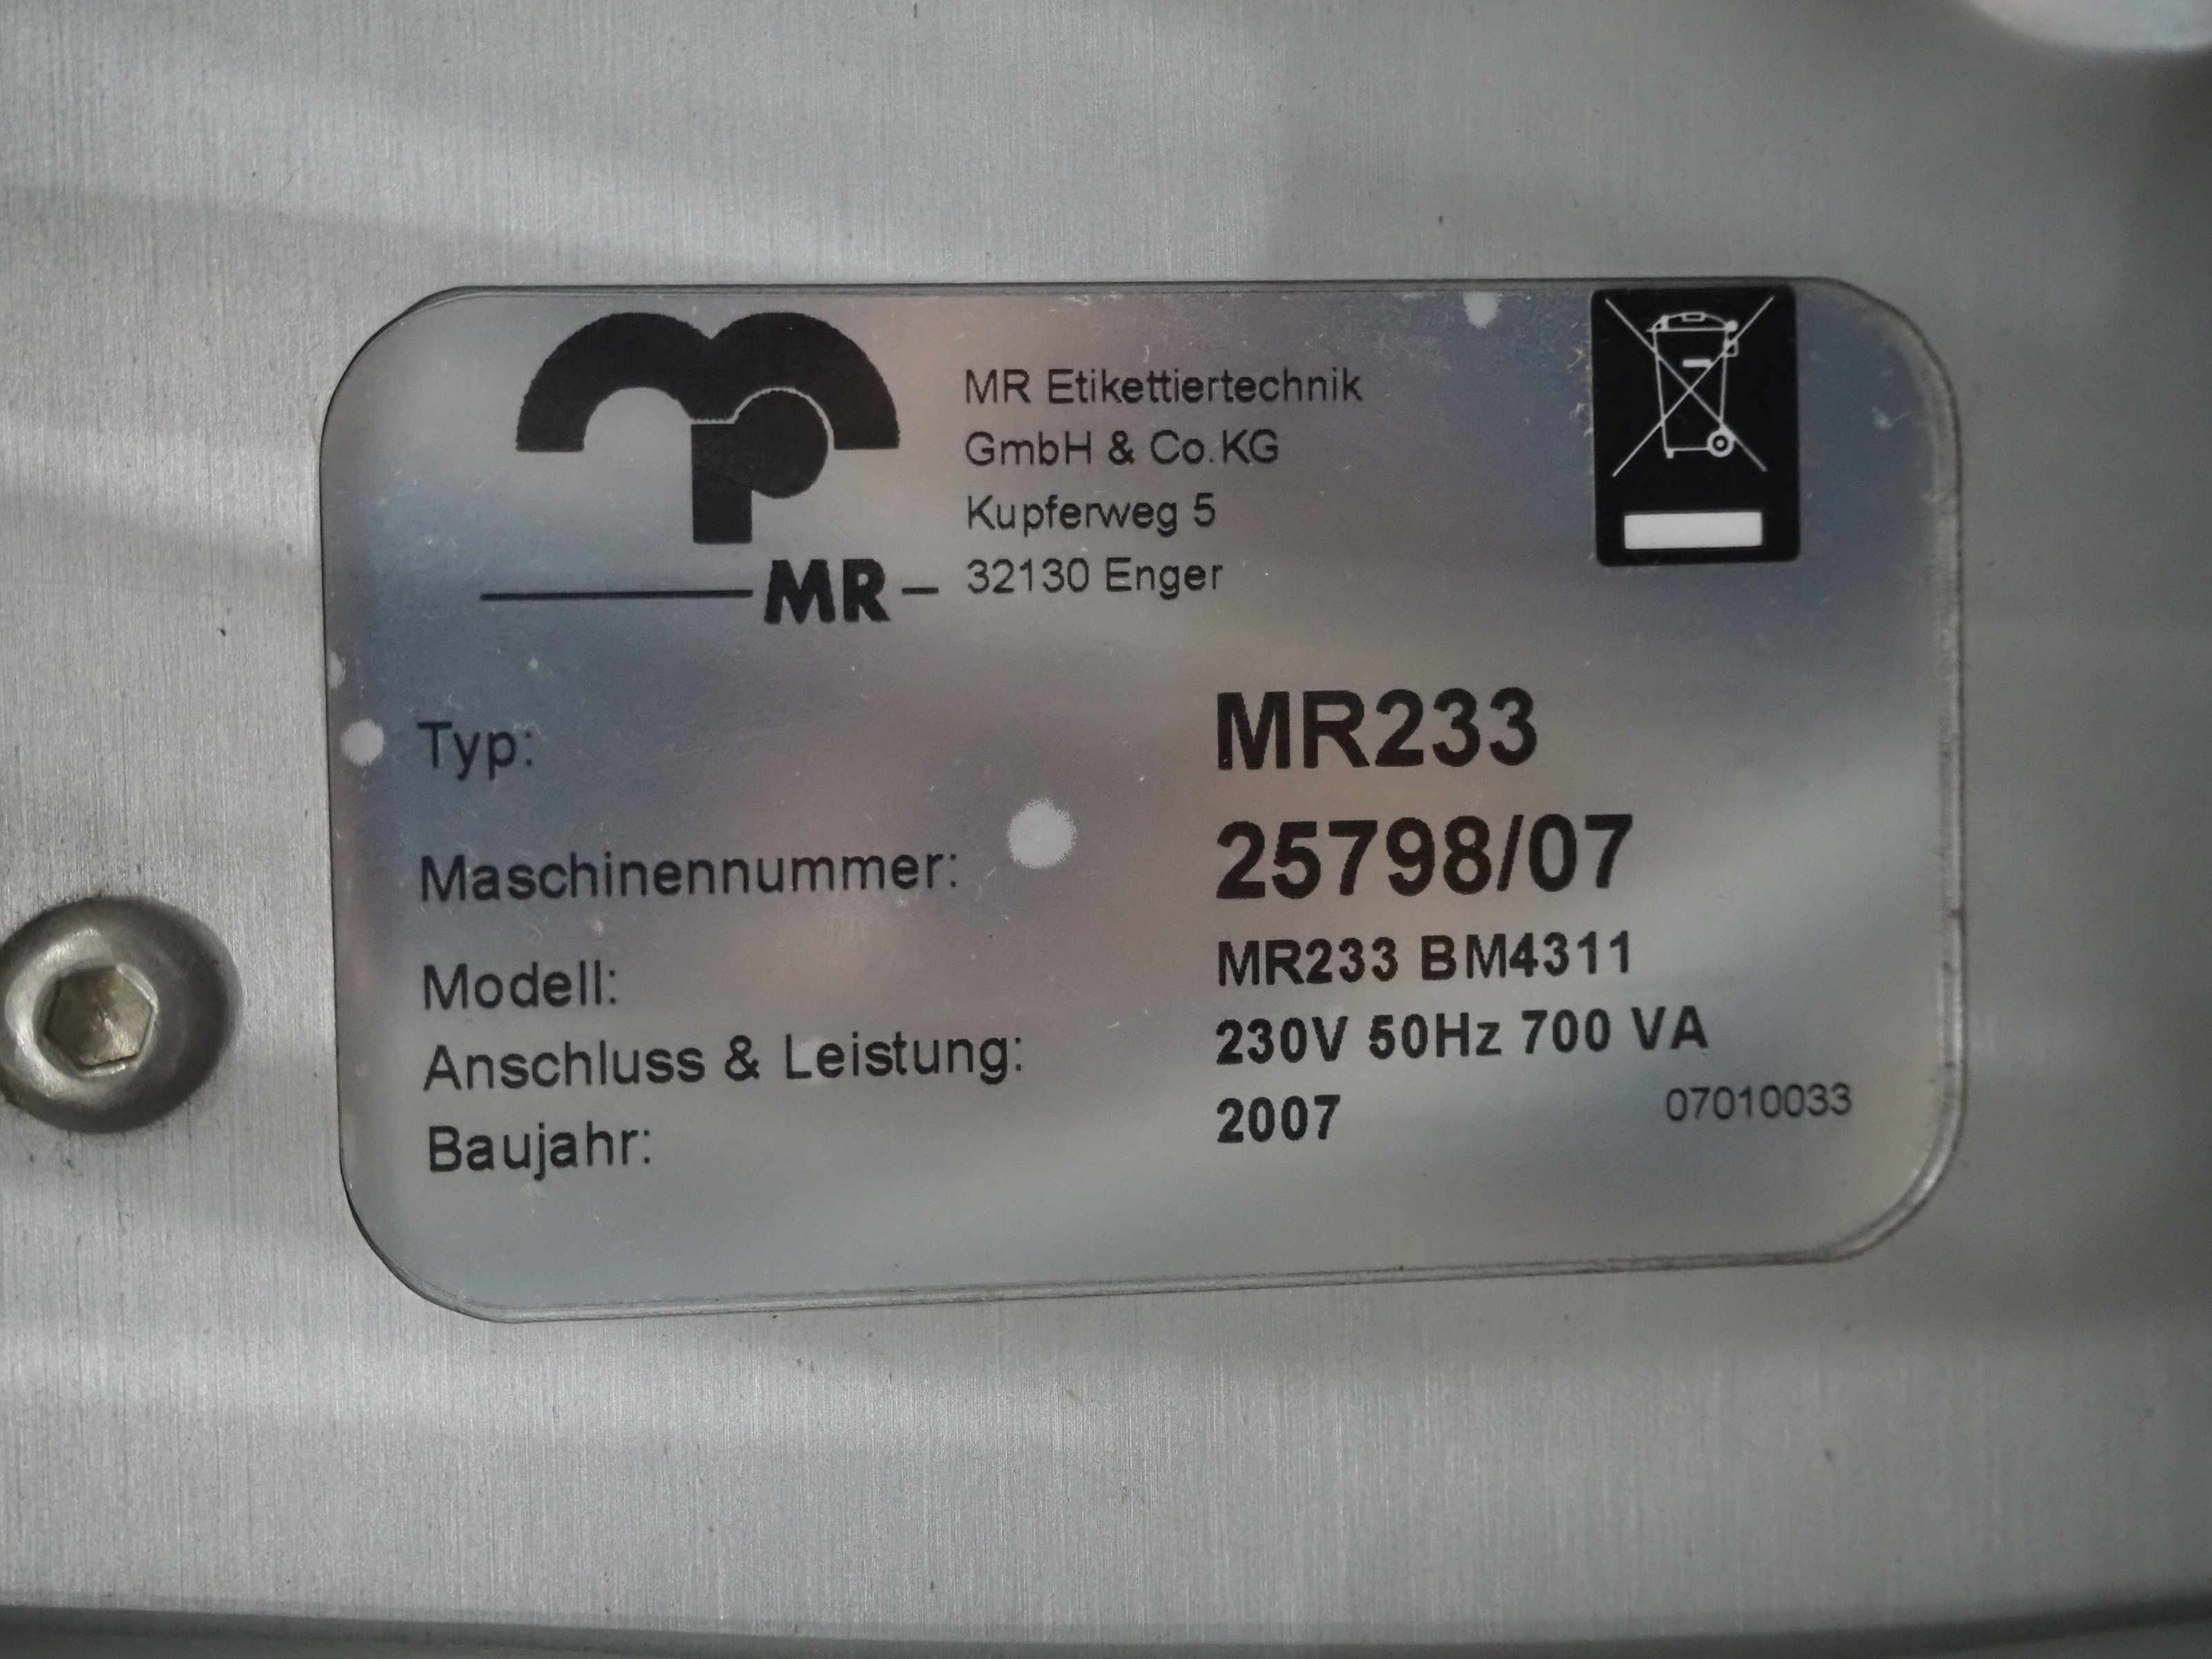 MR Etikettiertechnik
GmbH & Co.KG
Kupferweg 5
32130 Enger
MR
Typ: MR233
Maschinennummer: 25798/07
Modell: MR233 BM4311
Anschluss & Leistung: 230V 50Hz 700 VA
Baujahr: 2007 07010033